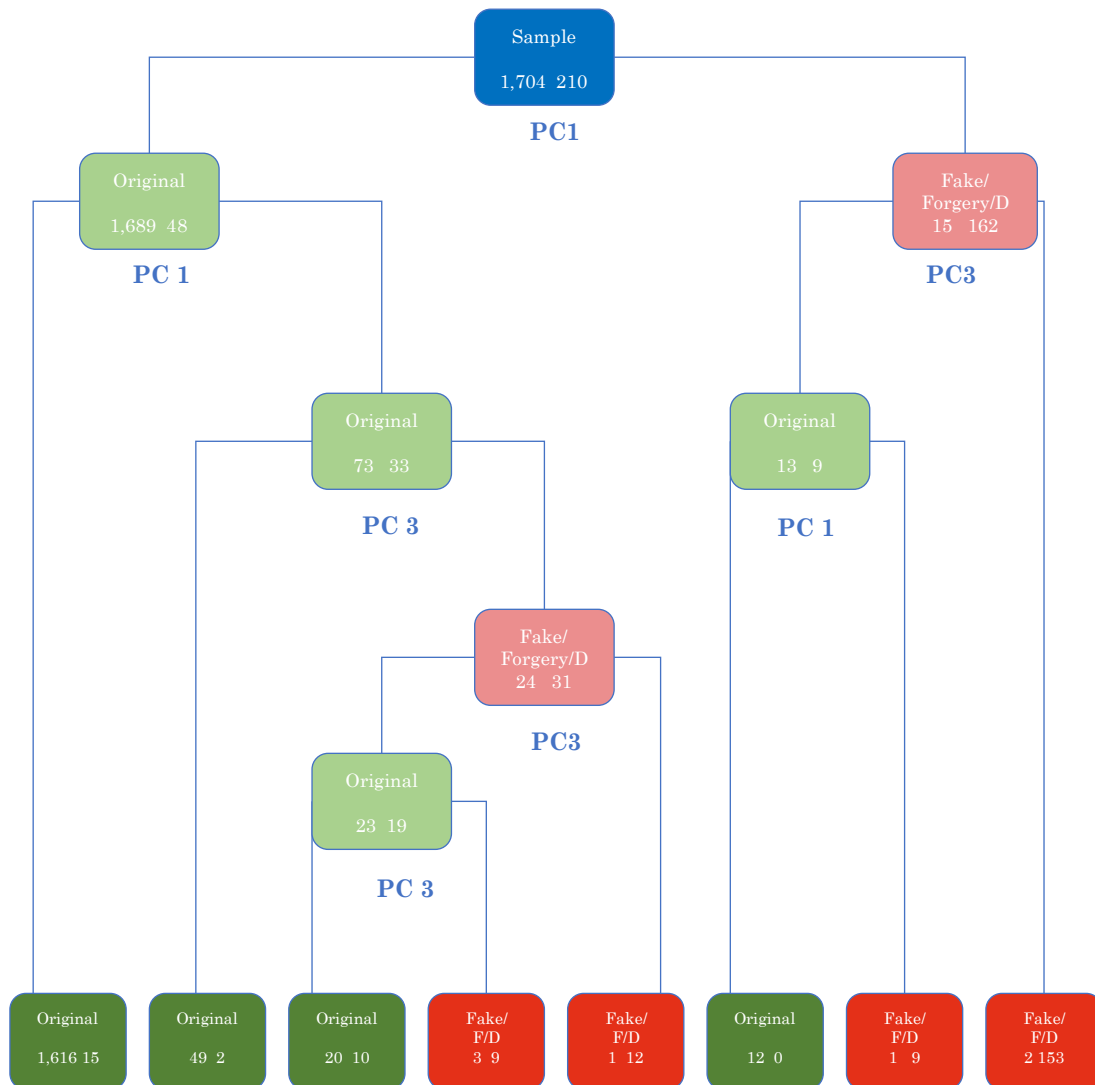 Sample
1,704 210
PC1
Original
1,689 48
PC 1
Fake/
Forgery/D
15 162
PC3
Original
73 33
PC 3
Original
13 9
PC 1
Fake/
Forgery/D
24 31
PC3
Original
23 19
PC 3
Original
1,616 15
Original
49 2
Original
20 10
Fake/
F/D
3 9
Fake/
F/D
1 12
Original
12 0
Fake/
F/D
1 9
Fake/
F/D
2 153